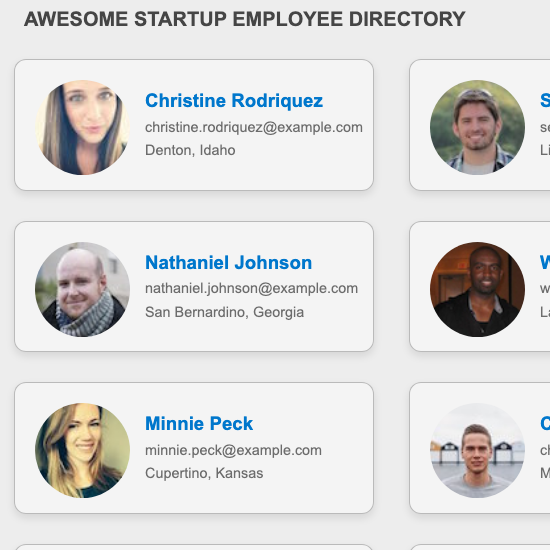 AWESOME STARTUP EMPLOYEE DIRECTORY
Christine Rodriquez
christine.rodriquez@example.com
Denton, Idaho
S
se
Li
Nathaniel Johnson
nathaniel.johnson@example.com
San Bernardino, Georgia
W
w
La
Minnie Peck
minnie.peck@example.com
Cupertino, Kansas
C
ch
M